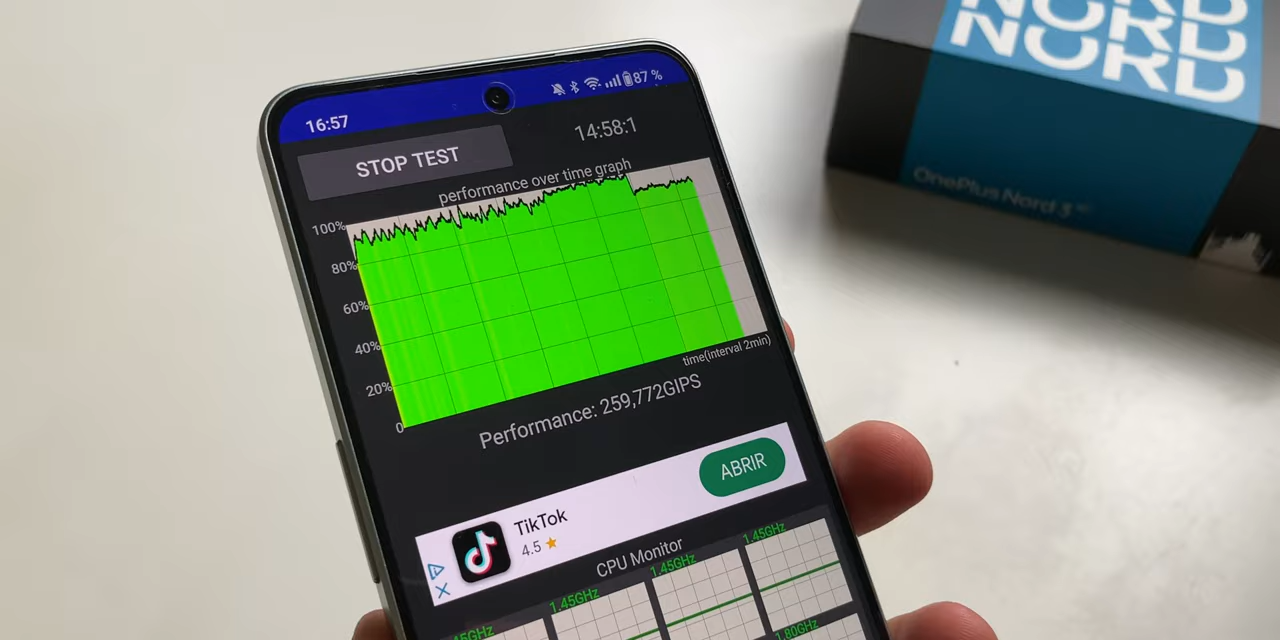 NORD
NORD
OnePlus Nord 3 5G
16:57
87 %
STOP TEST
14:58:1
performance over time graph
100%
80%
60%
40%
20%
0
time(interval 2min)
Performance: 259,772GIPS
TikTok
4.5
ABRIR
CPU Monitor
1.45GHz
1.45GHz
1.45GHz
1.80GHz